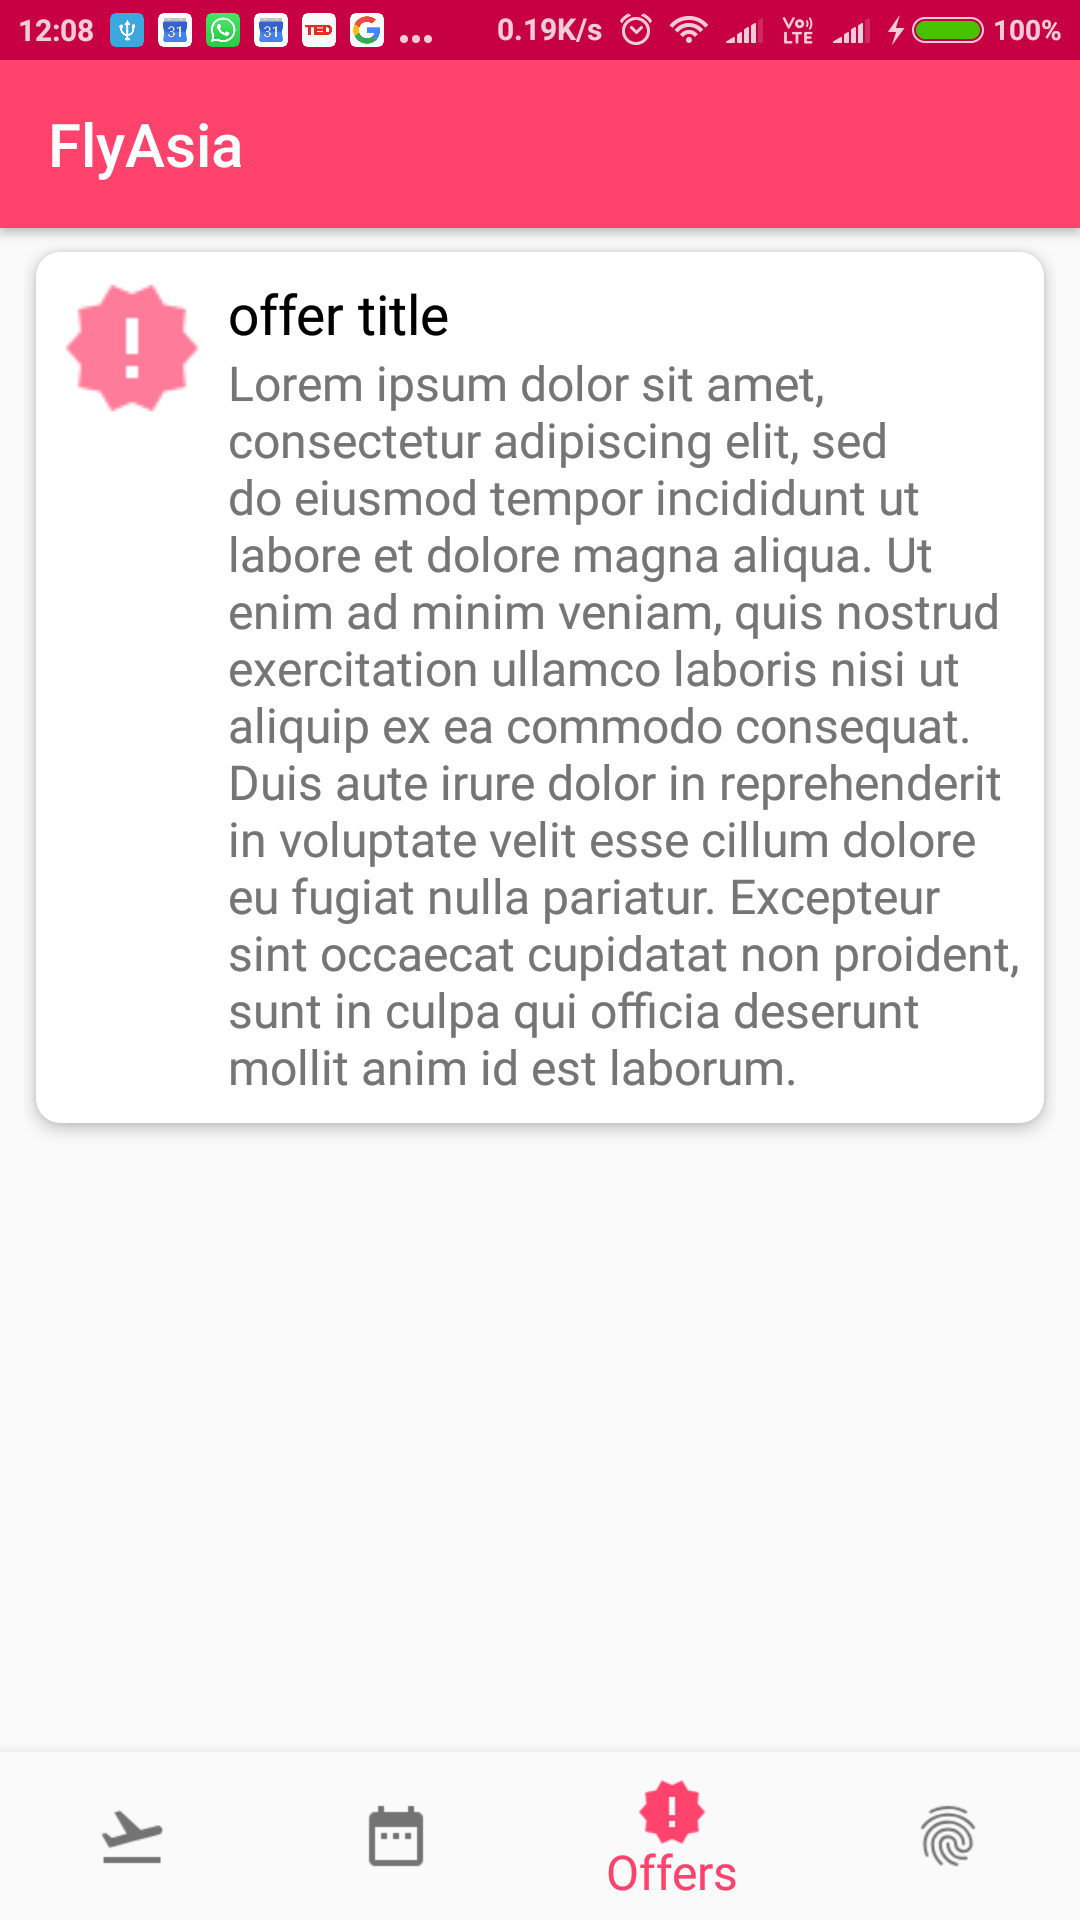 12:08 31 31 TED G ... 0.19K/s VoLTE 100%
FlyAsia
offer title
Lorem ipsum dolor sit amet,
consectetur adipiscing elit, sed
do eiusmod tempor incididunt ut
labore et dolore magna aliqua. Ut
enim ad minim veniam, quis nostrud
exercitation ullamco laboris nisi ut
aliquip ex ea commodo consequat.
Duis aute irure dolor in reprehenderit
in voluptate velit esse cillum dolore
eu fugiat nulla pariatur. Excepteur
sint occaecat cupidatat non proident,
sunt in culpa qui officia deserunt
mollit anim id est laborum.
Offers